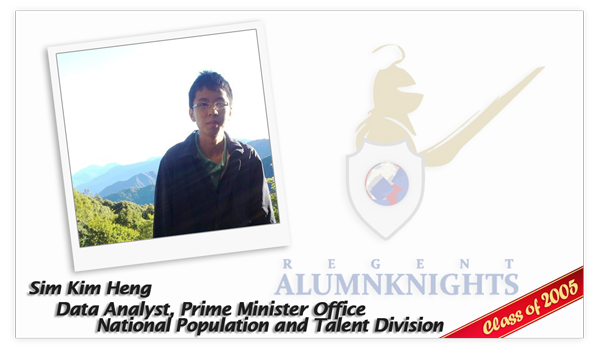 REGENT
ALUMNKNIGHTS
Sim Kim Heng
Data Analyst, Prime Minister Office
National Population and Talent Division
Class of 2005